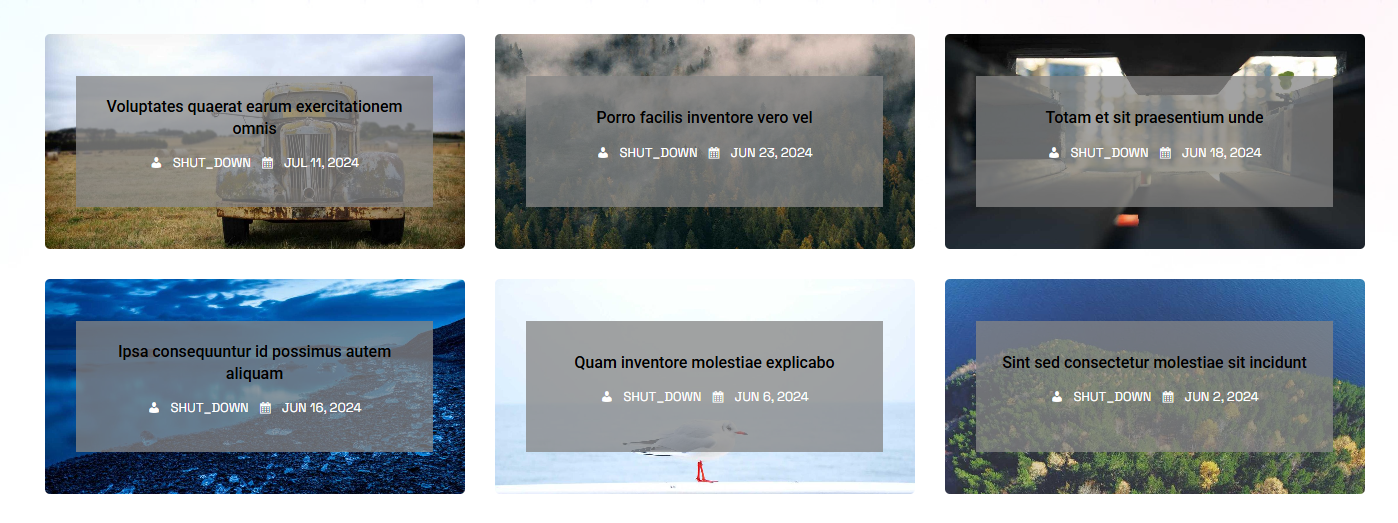 Voluptates quaerat earum exercitationem
omnis
SHUT_DOWN JUL 11, 2024
Porro facilis inventore vero vel
SHUT_DOWN JUN 23, 2024
Totam et sit praesentium unde
SHUT_DOWN JUN 18, 2024
Ipsa consequuntur id possimus autem
aliquam
SHUT_DOWN JUN 16, 2024
Quam inventore molestiae explicabo
SHUT_DOWN JUN 6, 2024
Sint sed consectetur molestiae sit incidunt
SHUT_DOWN JUN 2, 2024